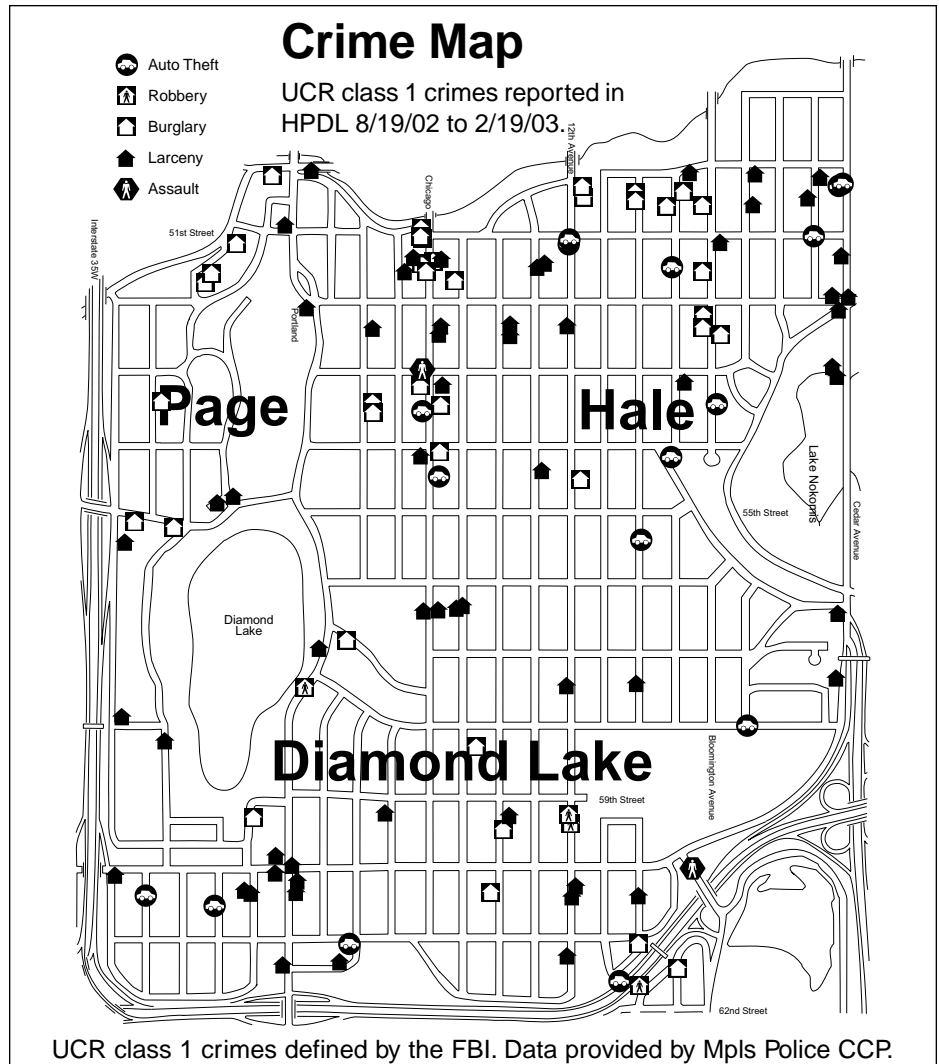 Crime Map
UCR class 1 crimes reported in
HPDL 8/19/02 to 2/19/03.
Auto Theft
Robbery
Burglary
Larceny
Assault
12th Avenue
Chicago
Interstate 35W
51st Street
Portland
Page
Hale
Lake Nokomis
55th Street
Cedar Avenue
Diamond
Lake
Diamond Lake
Bloomington Avenue
59th Street
62nd Street
UCR class 1 crimes defined by the FBI. Data provided by Mpls Police CCP.